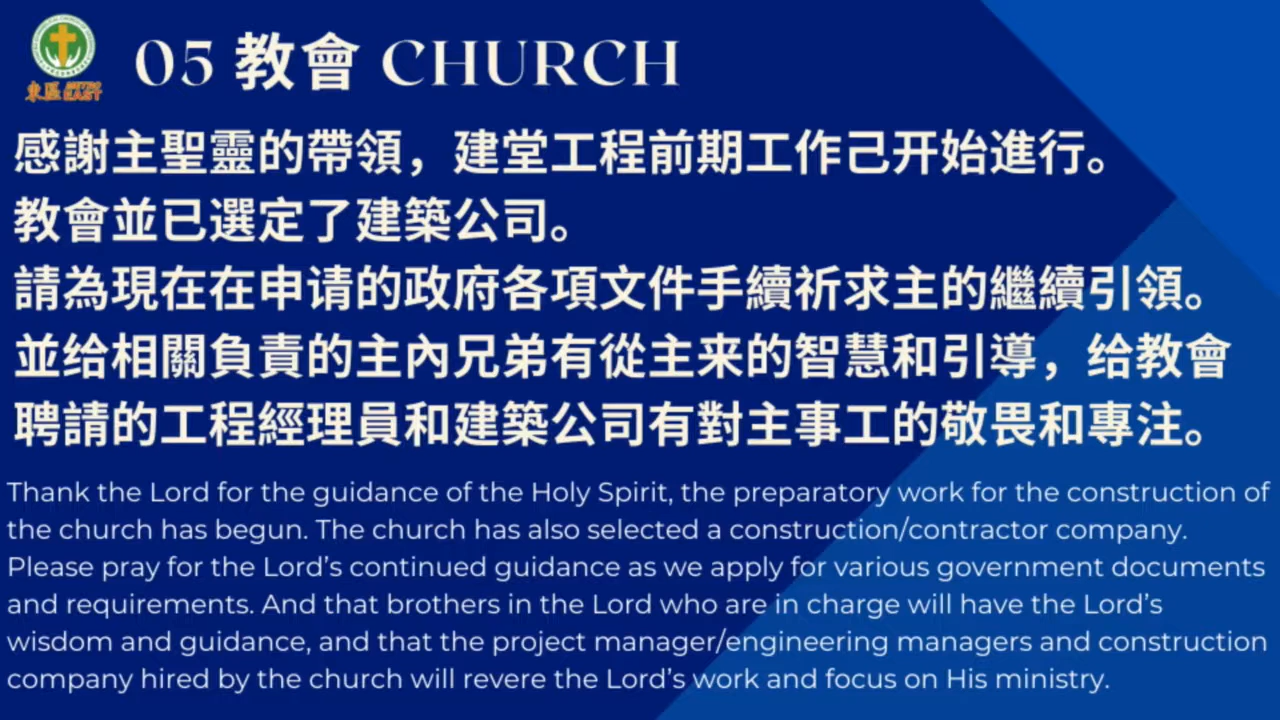 東區 METRO EAST
05 教會 CHURCH
感謝主聖靈的帶領，建堂工程前期工作己开始進行。
教會並已選定了建築公司。
請為現在在申请的政府各項文件手續祈求主的繼續引領。
並给相關負責的主內兄弟有從主来的智慧和引導，给教會
聘請的工程經理員和建築公司有對主事工的敬畏和專注。
Thank the Lord for the guidance of the Holy Spirit, the preparatory work for the construction of
the church has begun. The church has also selected a construction/contractor company.
Please pray for the Lord's continued guidance as we apply for various government documents
and requirements. And that brothers in the Lord who are in charge will have the Lord's
wisdom and guidance, and that the project manager/engineering managers and construction
company hired by the church will revere the Lord's work and focus on His ministry.